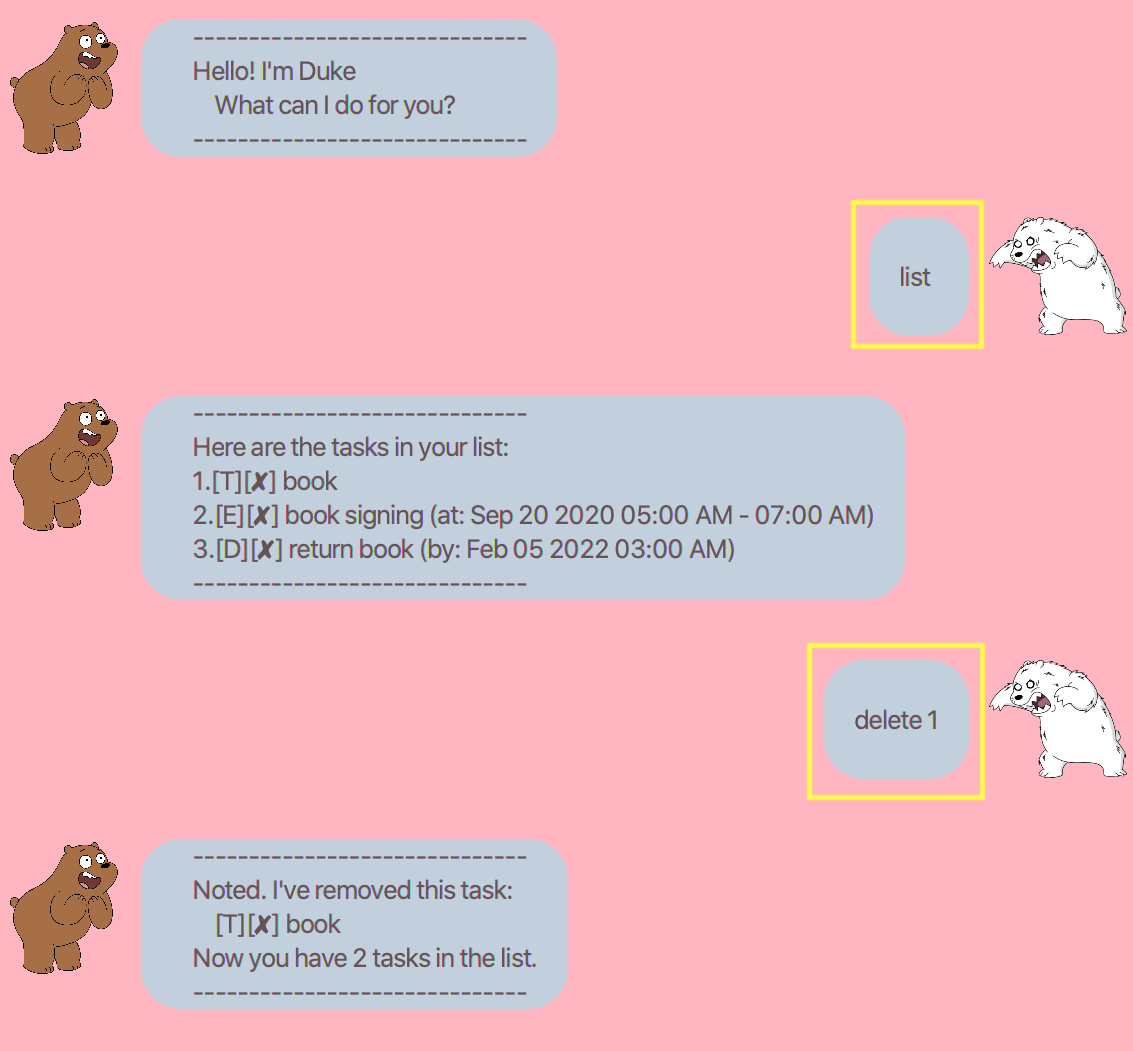 ------------------------------
Hello! I'm Duke
What can I do for you?
------------------------------
list
------------------------------
Here are the tasks in your list:
1.[T][✘] book
2.[E][✘] book signing (at: Sep 20 2020 05:00 AM - 07:00 AM)
3.[D][✘] return book (by: Feb 05 2022 03:00 AM)
------------------------------
delete 1
------------------------------
Noted. I've removed this task:
[T][✘] book
Now you have 2 tasks in the list.
------------------------------